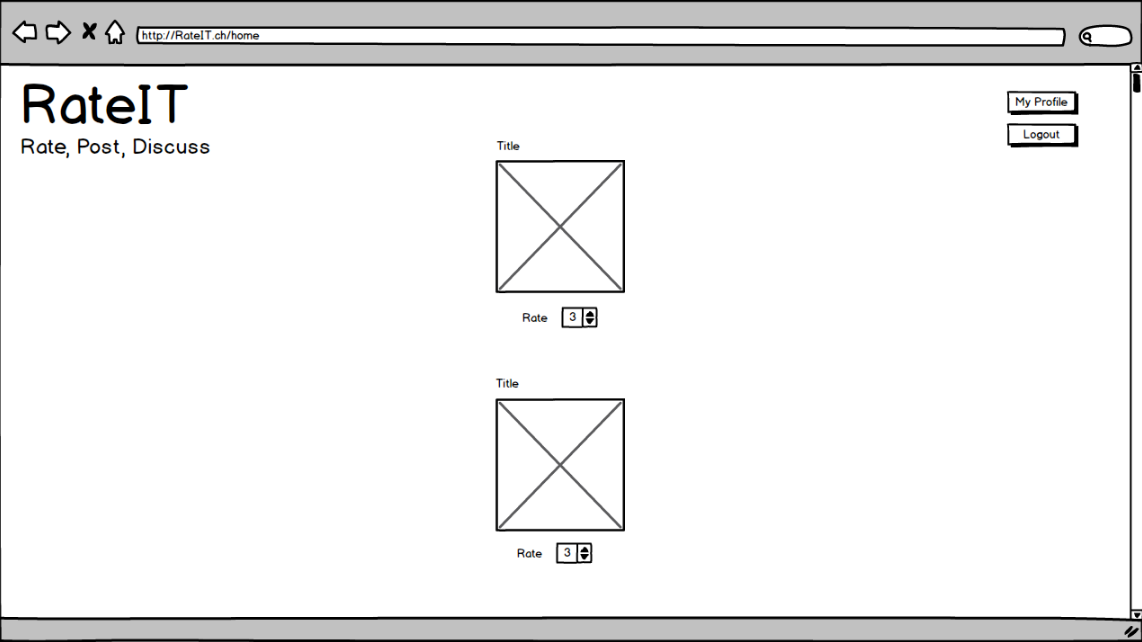 http://RateIT.ch/home
RateIT
Rate, Post, Discuss
My Profile
Logout
Title
Rate 3
Title
Rate 3